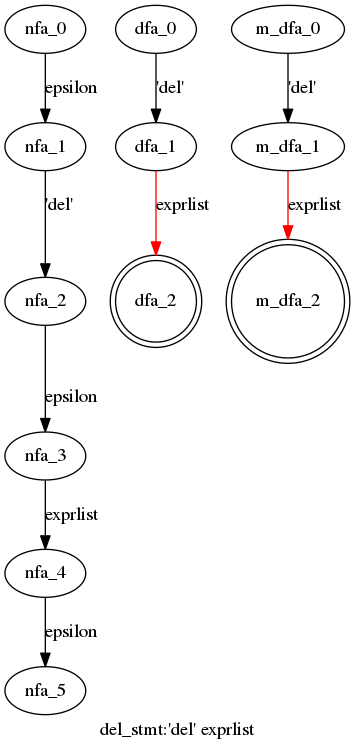 nfa_0 dfa_0 m_dfa_0
epsilon 'del' 'del'
nfa_1 dfa_1 m_dfa_1
'del' exprlist exprlist
nfa_2 dfa_2 m_dfa_2
epsilon
nfa_3
exprlist
nfa_4
epsilon
nfa_5
del_stmt:'del' exprlist